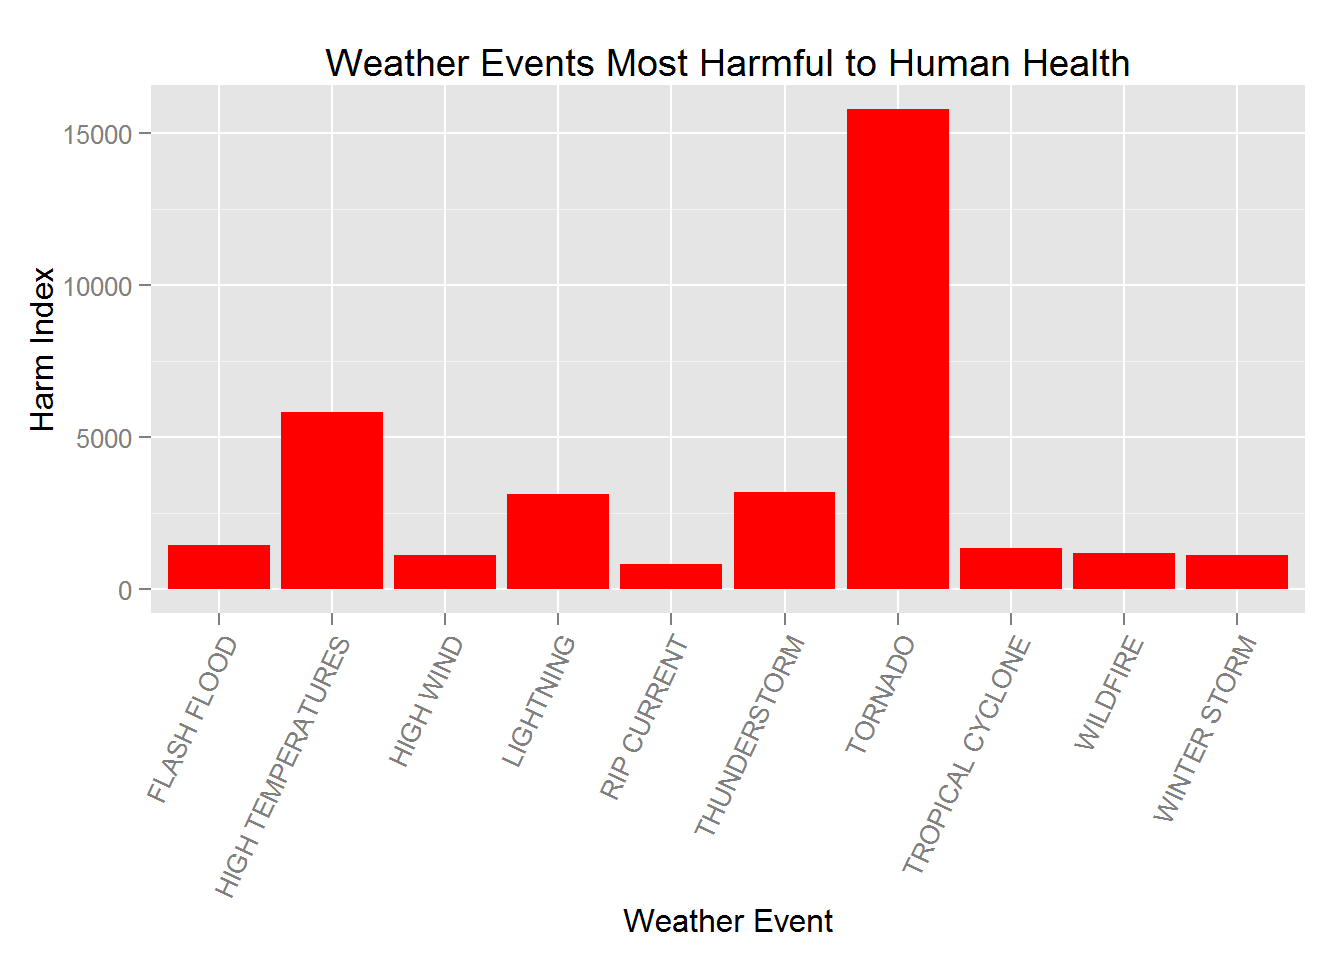 Weather Events Most Harmful to Human Health
Harm Index
15000
10000
5000
0
FLASH FLOOD
HIGH TEMPERATURES
HIGH WIND
LIGHTNING
RIP CURRENT
THUNDERSTORM
TORNADO
TROPICAL CYCLONE
WILDFIRE
WINTER STORM
Weather Event